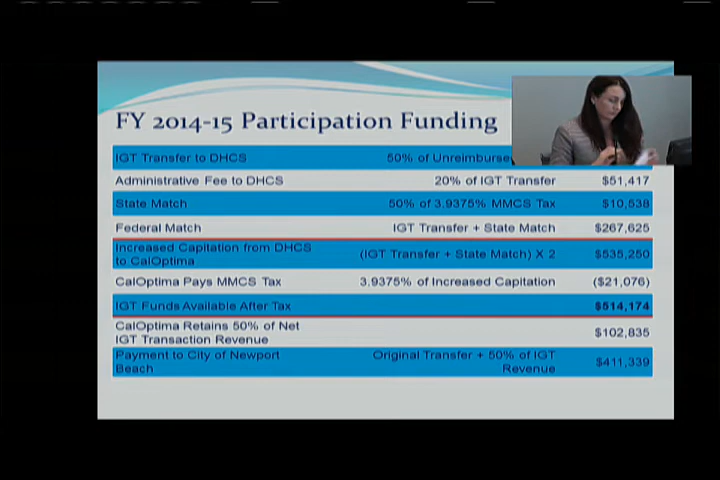 FY 2014-15 Participation Funding
IGT Transfer to DHCS 50% of Unreimburse
Administrative Fee to DHCS 20% of IGT Transfer $51,417
State Match 50% of 3.9375% MMCS Tax $10,538
Federal Match IGT Transfer + State Match $267,625
Increased Capitation from DHCS
to CalOptima (IGT Transfer + State Match) X 2 $535,250
CalOptima Pays MMCS Tax 3.9375% of Increased Capitation ($21,076)
IGT Funds Available After Tax $514,174
CalOptima Retains 50% of Net
IGT Transaction Revenue $102,835
Payment to City of Newport
Beach Original Transfer + 50% of IGT
Revenue $411,339